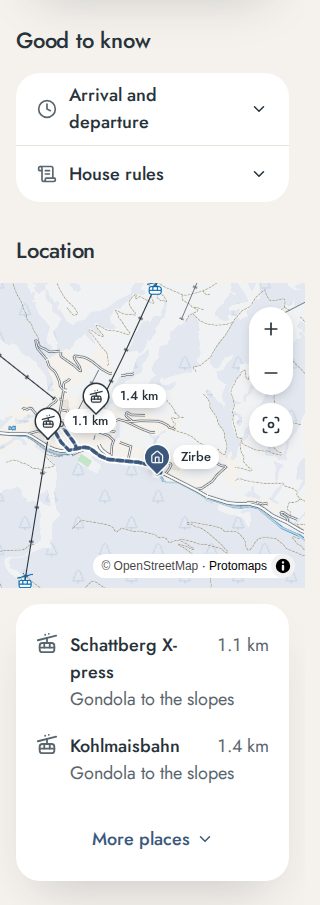 Good to know
Arrival and
departure
House rules
Location
1.4 km
1.1 km
Zirbe
© OpenStreetMap · Protomaps
Schattberg X-
press
1.1 km
Gondola to the slopes
Kohlmaisbahn
1.4 km
Gondola to the slopes
More places